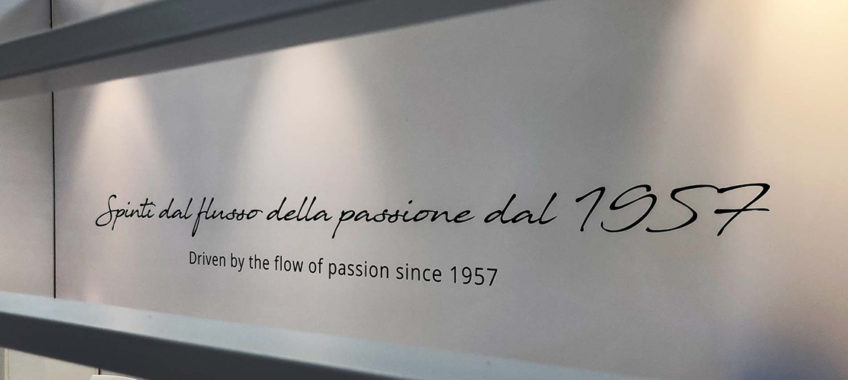 Spinti dal flusso della passione dal 1957
Driven by the flow of passion since 1957